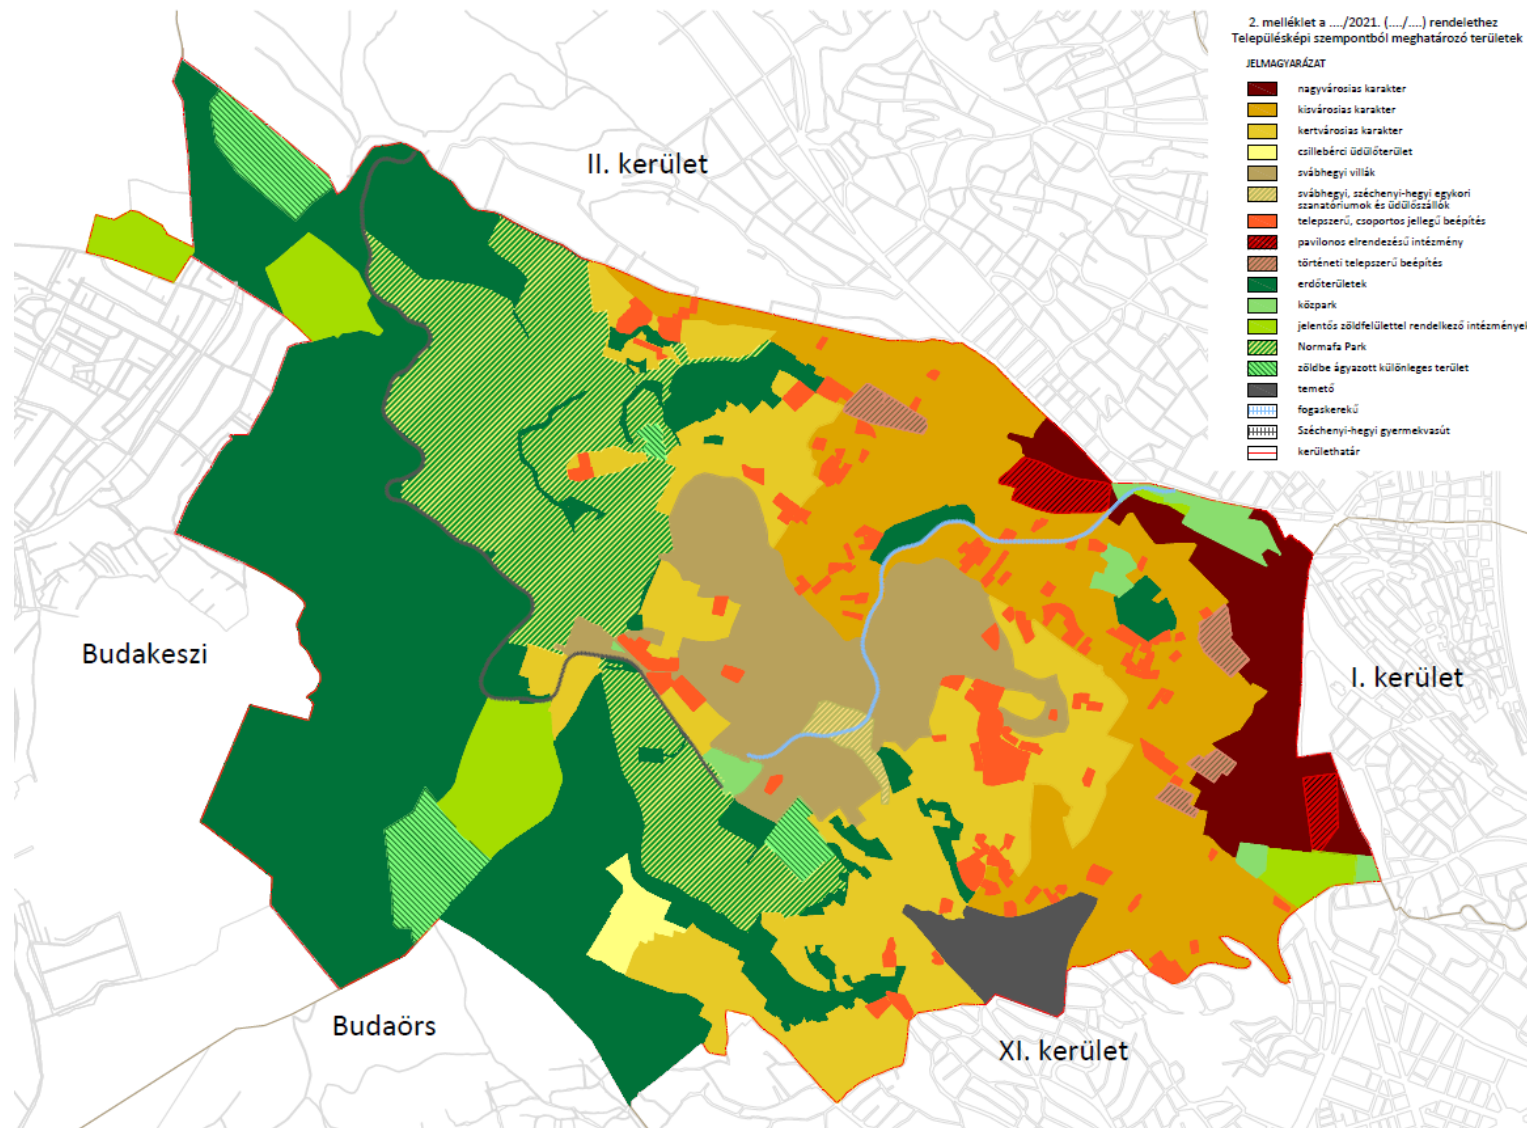 2. melléklet a ..../2021. (..../....) rendelethez
Településképi szempontból meghatározó területek
JELMAGYARÁZAT
nagyvárosias karakter
kisvárosias karakter
kertvárosias karakter
csillebérci üdülőterület
svábhegyi villák
svábhegyi, széchenyi-hegyi egykori
szanatóriumok és üdülőszállók
telepszerű, csoportos jellegű beépítés
pavilonos elrendezésű intézmény
történeti telepszerű beépítés
erdőterületek
közpark
jelentős zöldfelülettel rendelkező intézmények
Normafa Park
zöldbe ágyazott különleges terület
temető
fogaskerekű
Széchenyi-hegyi gyermekvasút
kerülethatár
II. kerület
Budakeszi
I. kerület
Budaörs
XI. kerület